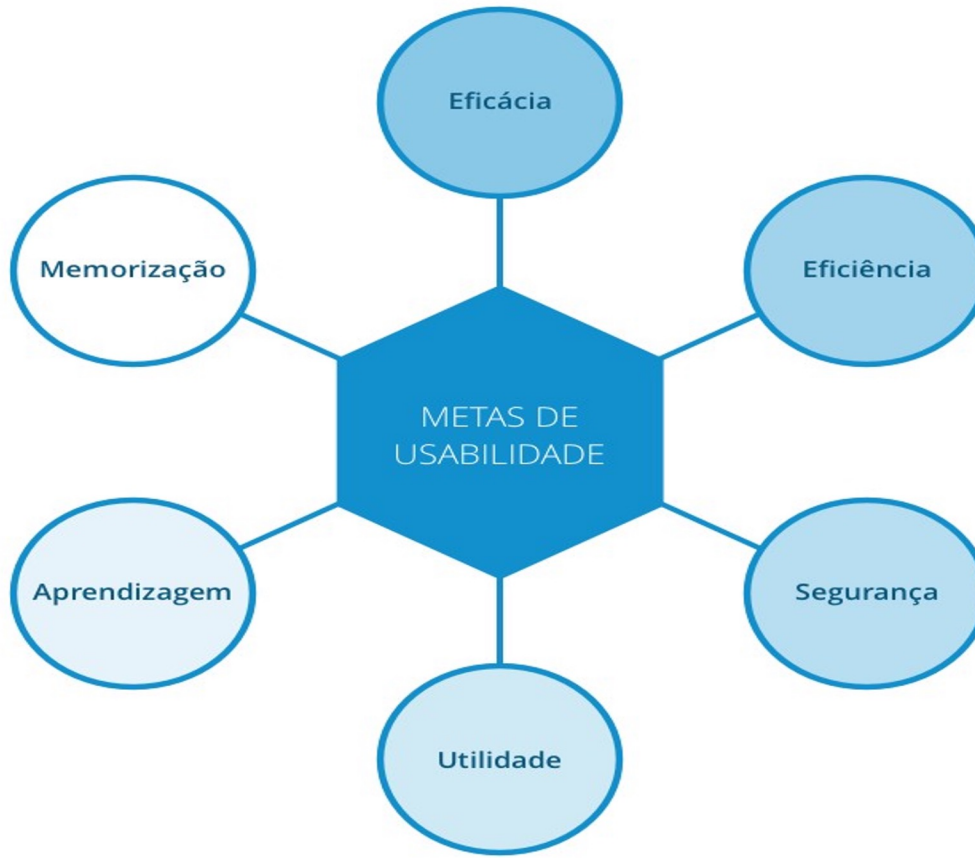 Eficácia
Memorização
Eficiência
METAS DE
USABILIDADE
Aprendizagem
Segurança
Utilidade